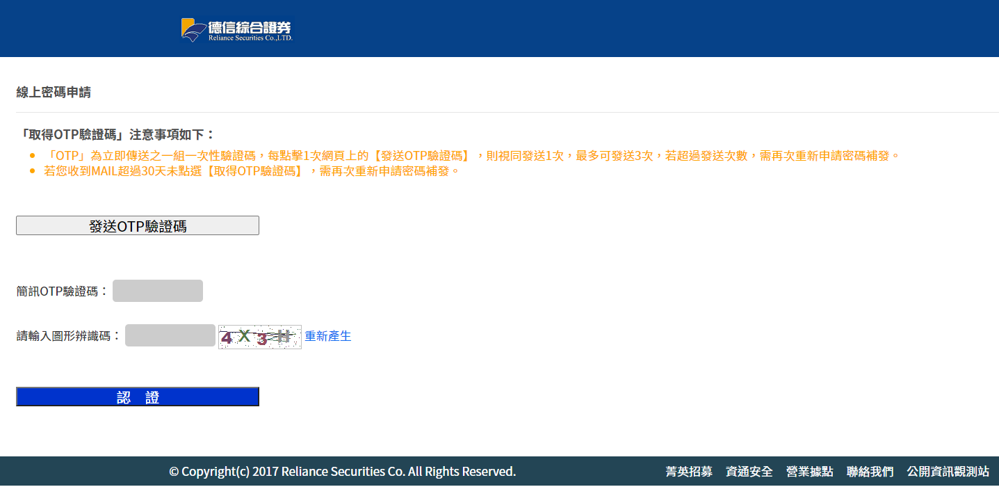 德信綜合證券
Reliance Securities Co.,LTD.
線上密碼申請
「取得OTP驗證碼」注意事項如下：
「OTP」為立即傳送之一組一次性驗證碼，每點擊1次網頁上的【發送OTP驗證碼】，則視同發送1次，最多可發送3次，若超過發送次數，需再次重新申請密碼補發。
若您收到MAIL超過30天未點選【取得OTP驗證碼】，需再次重新申請密碼補發。
發送OTP驗證碼
簡訊OTP驗證碼：
請輸入圖形辨識碼： 4X3H 重新產生
認 證
© Copyright(c) 2017 Reliance Securities Co. All Rights Reserved. 菁英招募 資通安全 營業據點 聯絡我們 公開資訊觀測站